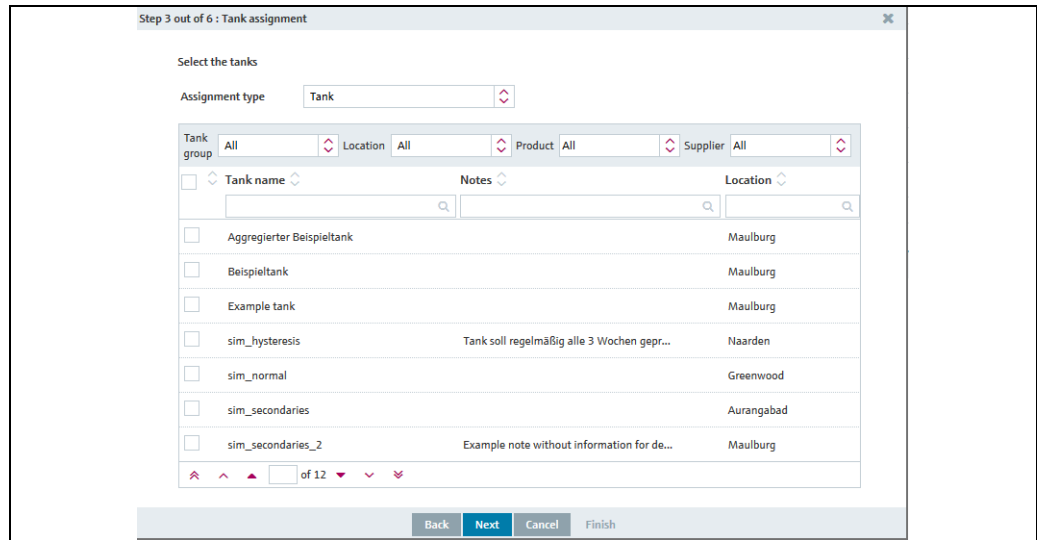 Step 3 out of 6 : Tank assignment
Select the tanks
Assignment type Tank
Tank group All Location All Product All Supplier All
Tank name Notes Location
Aggregierter Beispieltank Maulburg
Beispieltank Maulburg
Example tank Maulburg
sim_hysteresis Tank soll regelmäßig alle 3 Wochen gepr... Naarden
sim_normal Greenwood
sim_secondaries Aurangabad
sim_secondaries_2 Example note without information for de... Maulburg
of 12
Back Next Cancel Finish